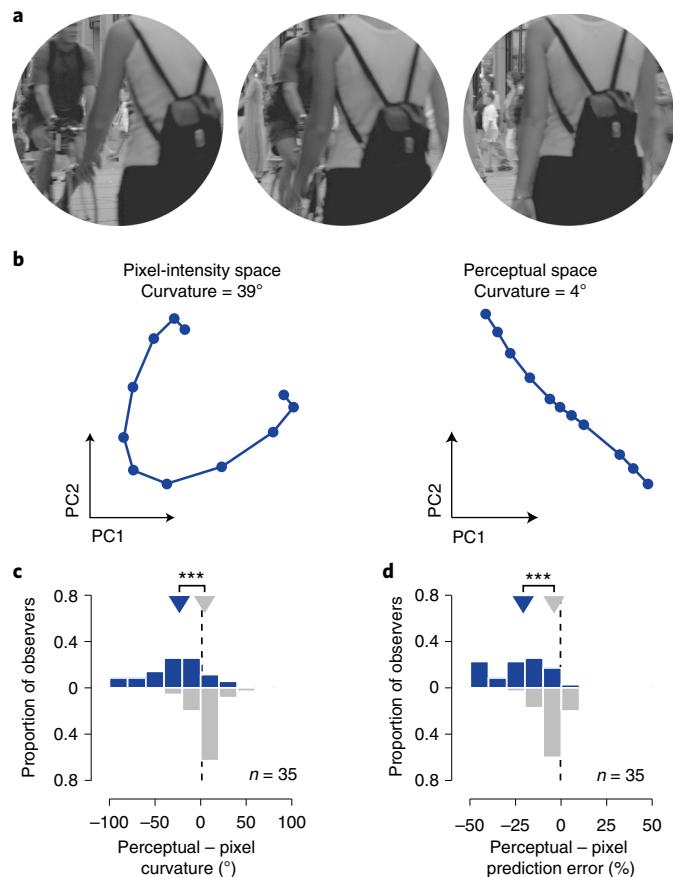 a
b
Pixel-intensity space
Curvature = 39°
Perceptual space
Curvature = 4°
PC2
PC1
PC2
PC1
c
***
Proportion of observers
0.8
0.4
0
0.4
0.8
n = 35
–100
–50
0
50
100
Perceptual – pixel
curvature (°)
d
***
Proportion of observers
0.8
0.4
0
0.4
0.8
n = 35
–50
–25
0
25
50
Perceptual – pixel
prediction error (%)